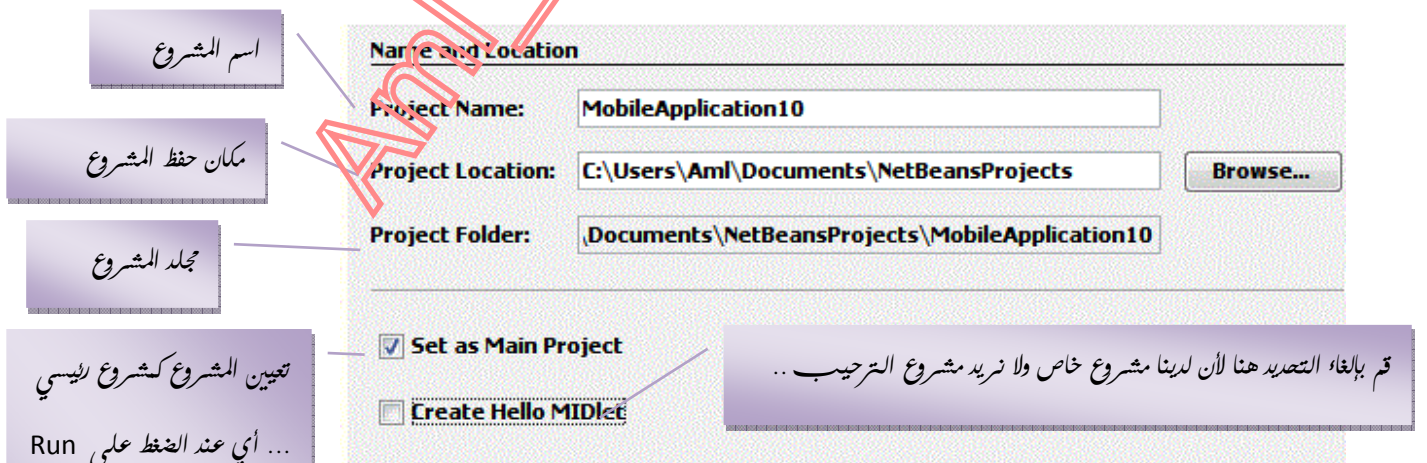 اسم المشروع
Name and Location
Project Name: MobileApplication10
مكان حفظ المشروع
Project Location: C:\Users\Aml\Documents\NetBeansProjects Browse...
Project Folder: \Documents\NetBeansProjects\MobileApplication10
مجلد المشروع
Set as Main Project
تعيين المشروع كمشروع رئيسي
... أي عند الضغط على Run
قم بإلغاء التحديد هنا لأن لدينا مشروع خاص ولا نريد مشروع الترحيب ..
Create Hello MIDlet
Aml